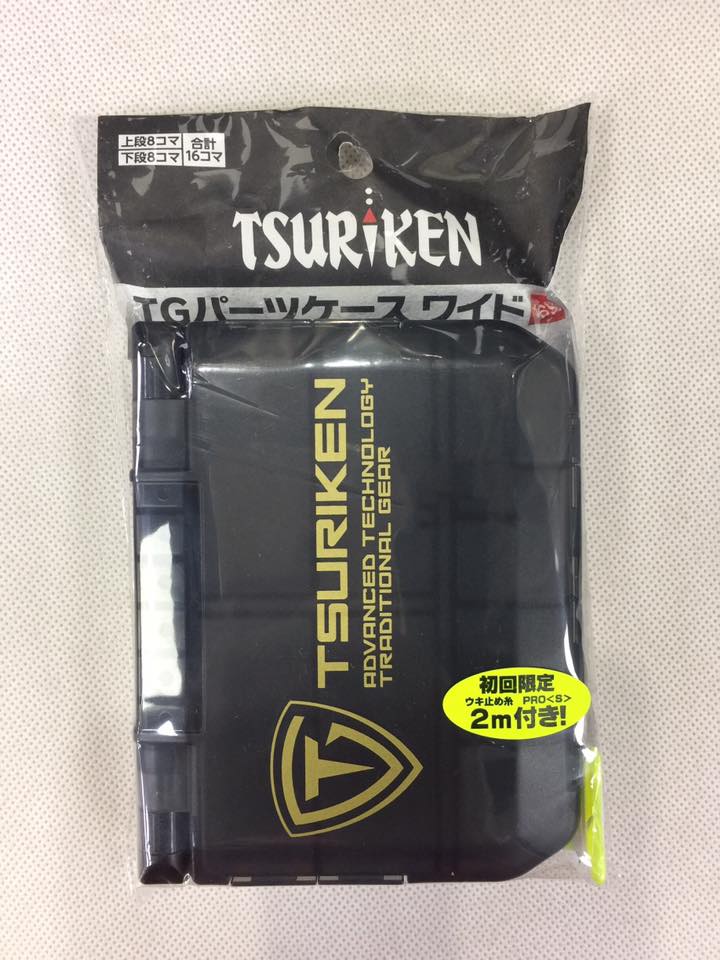 上段8コマ 合計
下段8コマ 16コマ
TSURIKEN
TGパーツケース ワイド
TSURIKEN
ADVANCED TECHNOLOGY
TRADITIONAL GEAR
初回限定
ウキ止め糸 PRO<S>
2m付き!